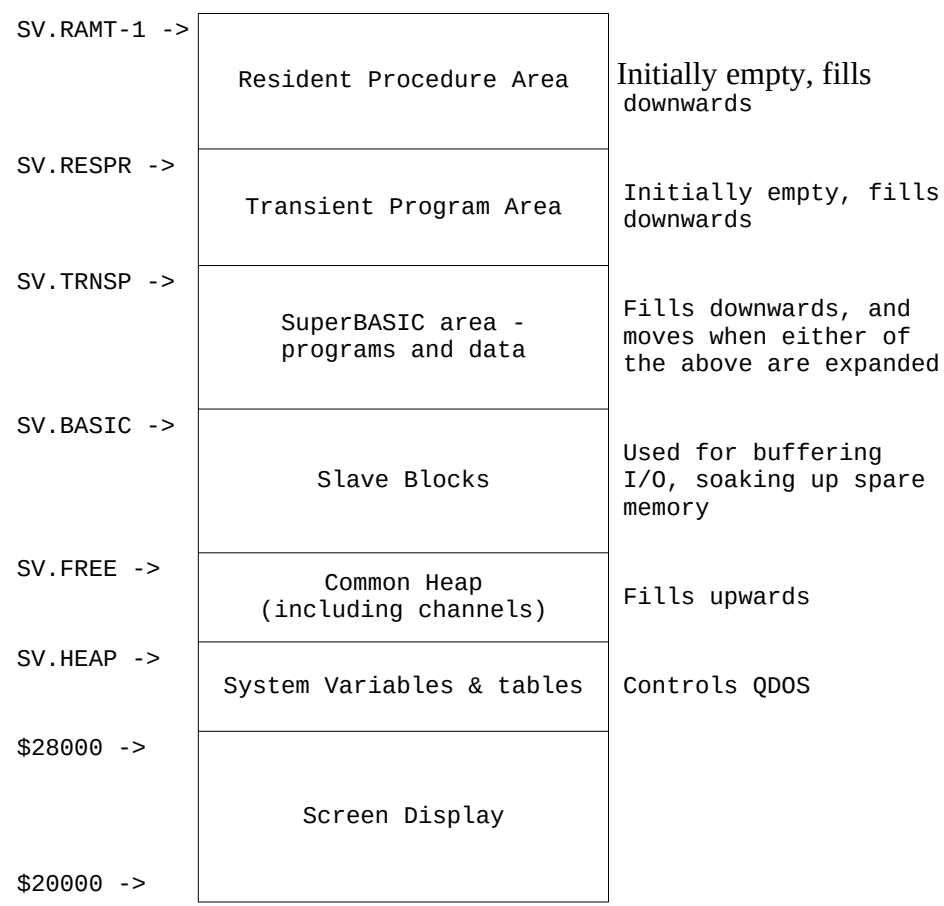 SV.RAMT-1 ->
Resident Procedure Area
Initially empty, fills
downwards
SV.RESPR ->
Transient Program Area
Initially empty, fills
downwards
SV.TRNSP ->
SuperBASIC area -
programs and data
Fills downwards, and
moves when either of
the above are expanded
SV.BASIC ->
Slave Blocks
Used for buffering
I/O, soaking up spare
memory
SV.FREE ->
Common Heap
(including channels)
Fills upwards
SV.HEAP ->
System Variables & tables
Controls QDOS
$28000 ->
Screen Display
$20000 ->